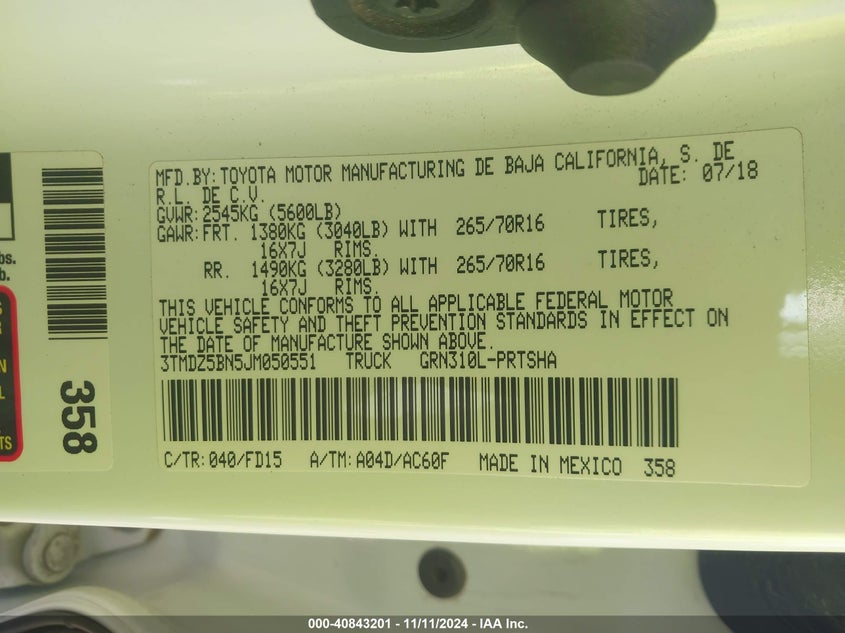 MFD.BY: TOYOTA MOTOR MANUFACTURING DE BAJA CALIFORNIA, S. DE
R.L. DE C.V. DATE: 07/18
GVWR: 2545KG (5600LB)
GAWR: FRT. 1380KG (3040LB) WITH 265/70R16 TIRES,
16X7J RIMS.
RR. 1490KG (3280LB) WITH 265/70R16 TIRES,
16X7J RIMS.
THIS VEHICLE CONFORMS TO ALL APPLICABLE FEDERAL MOTOR
VEHICLE SAFETY AND THEFT PREVENTION STANDARDS IN EFFECT ON
THE DATE OF MANUFACTURE SHOWN ABOVE.
3TMDZ5BN5JM050551 TRUCK GRN310L-PRTSHA
C/TR: 040/FD15 A/TM: A04D/AC60F MADE IN MEXICO 358
358
bs.
b.
000-40843201 - 11/11/2024 - IAA Inc.